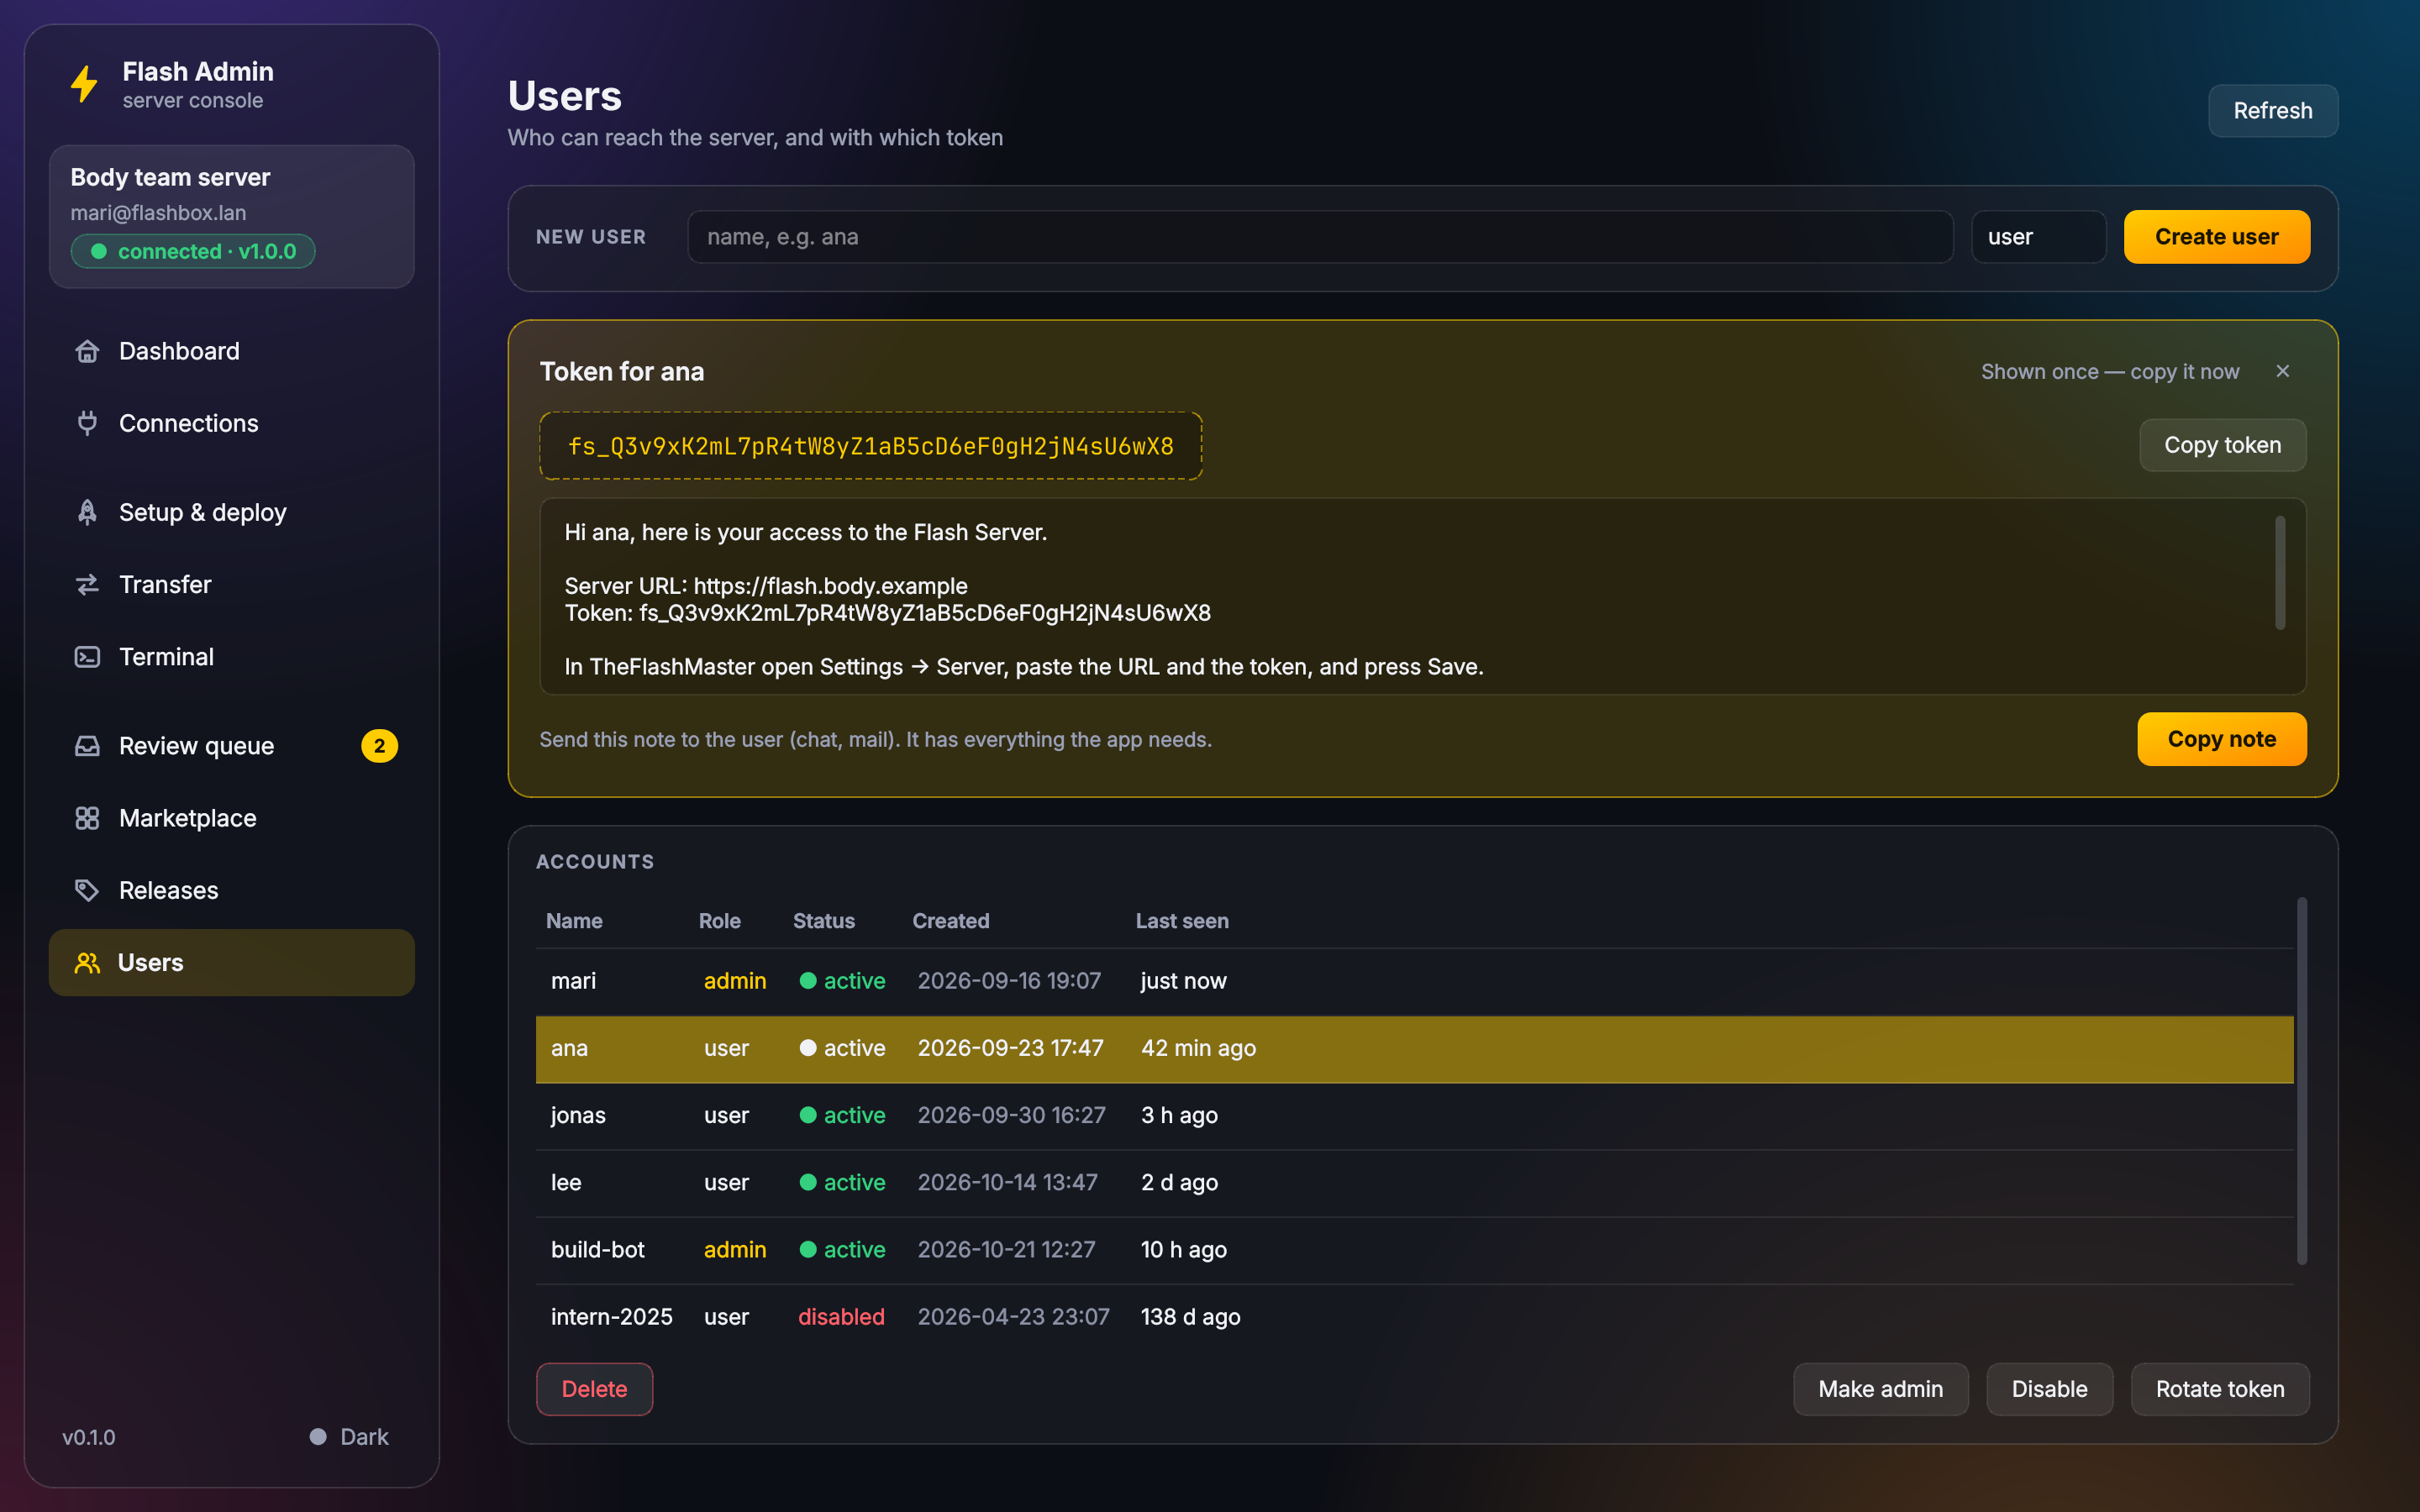 Flash Admin
server console
Body team server
mari@flashbox.lan
connected · v1.0.0
Dashboard
Connections
Setup & deploy
Transfer
Terminal
Review queue 2
Marketplace
Releases
Users
v0.1.0 Dark
Users
Who can reach the server, and with which token
Refresh
NEW USER name, e.g. ana user Create user
Token for ana Shown once — copy it now ×
fs_Q3v9xK2mL7pR4tW8yZ1aB5cD6eF0gH2jN4sU6wX8 Copy token
Hi ana, here is your access to the Flash Server.
Server URL: https://flash.body.example
Token: fs_Q3v9xK2mL7pR4tW8yZ1aB5cD6eF0gH2jN4sU6wX8
In TheFlashMaster open Settings → Server, paste the URL and the token, and press Save.
Send this note to the user (chat, mail). It has everything the app needs. Copy note
ACCOUNTS
Name Role Status Created Last seen
mari admin active 2026-09-16 19:07 just now
ana user active 2026-09-23 17:47 42 min ago
jonas user active 2026-09-30 16:27 3 h ago
lee user active 2026-10-14 13:47 2 d ago
build-bot admin active 2026-10-21 12:27 10 h ago
intern-2025 user disabled 2026-04-23 23:07 138 d ago
Delete Make admin Disable Rotate token